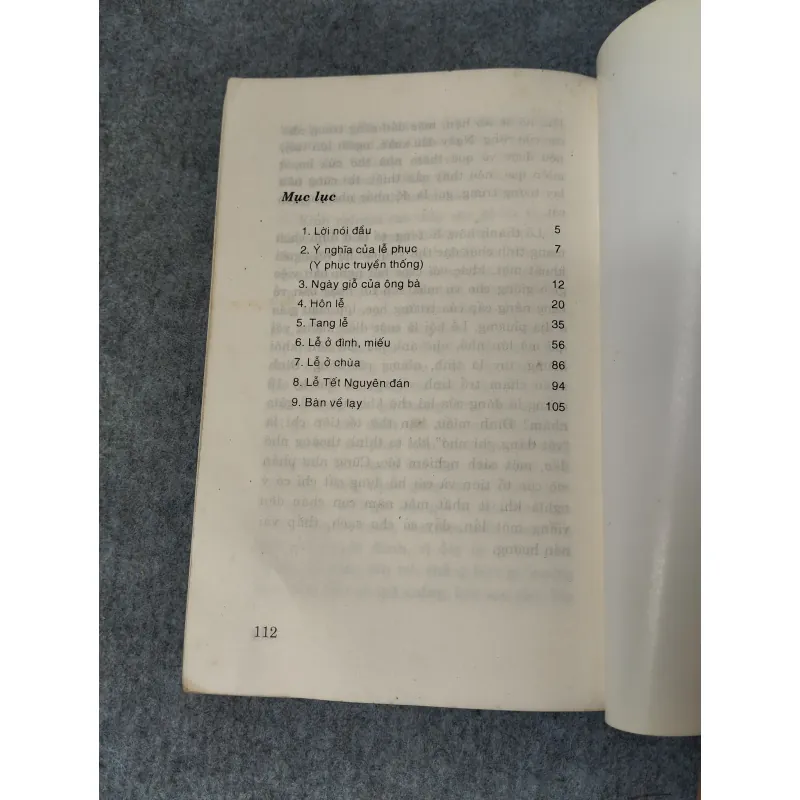 Mục lục
1. Lời nói đầu 5
2. Ý nghĩa của lễ phục 7
(Y phục truyền thống)
3. Ngày giỗ của ông bà 12
4. Hôn lễ 20
5. Tang lễ 35
6. Lễ ở đình, miếu 56
7. Lễ ở chùa 86
8. Lễ Tết Nguyên đán 94
9. Bàn về lạy 105
112